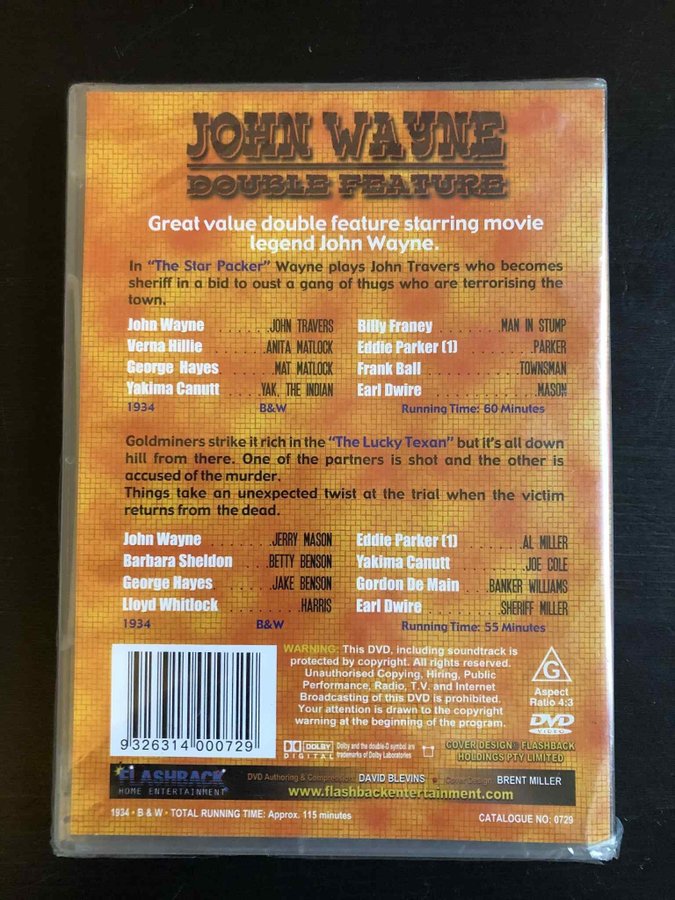 JOHN WAYNE
DOUBLE FEATURE
Great value double feature starring movie
legend John Wayne.
In "The Star Packer" Wayne plays John Travers who becomes
sheriff in a bid to oust a gang of thugs who are terrorising the
town.
John Wayne ......JOHN TRAVERS
Verna Hillie .....ANITA MATLOCK
George Hayes ......MAT MATLOCK
Yakima Canutt ....YAK, THE INDIAN
Billy Franey .......MAN IN STUMP
Eddie Parker (1) .........PARKER
Frank Ball ..........TOWNSMAN
Earl Dwire ............MASON
1934 B&W Running Time: 60 Minutes
Goldminers strike it rich in the "The Lucky Texan" but it's all down
hill from there. One of the partners is shot and the other is
accused of the murder.
Things take an unexpected twist at the trial when the victim
returns from the dead.
John Wayne ......JERRY MASON
Barbara Sheldon ...BETTY BENSON
George Hayes .....JAKE BENSON
Lloyd Whitlock .......HARRIS
Eddie Parker (1) ......AL MILLER
Yakima Canutt ........JOE COLE
Gordon De Main ..BANKER WILLIAMS
Earl Dwire .....SHERIFF MILLER
1934 B&W Running Time: 55 Minutes
WARNING: This DVD, including soundtrack is
protected by copyright. All rights reserved.
Unauthorised Copying, Hiring, Public
Performance, Radio, T.V. and Internet
Broadcasting of this DVD is prohibited.
Your attention is drawn to the copyright
warning at the beginning of the program.
G
Aspect
Ratio 4:3
DVD
VIDEO
9 326314 000729
DOLBY
DIGITAL
Dolby and the double-D symbol are
trademarks of Dolby Laboratories
COVER DESIGN© FLASHBACK
HOLDINGS PTY LIMITED
FLASHBACK
HOME ENTERTAINMENT
DVD Authoring & Compression: DAVID BLEVINS • Cover Design: BRENT MILLER
www.flashbackentertainment.com
1934 • B & W • TOTAL RUNNING TIME: Approx. 115 minutes
CATALOGUE NO: 0729